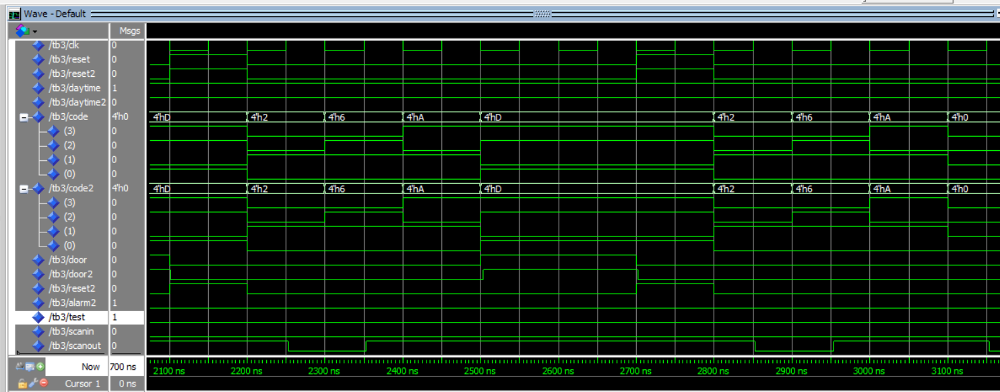 Wave - Default
Msgs
/tb3/clk 0
/tb3/reset 0
/tb3/reset2 0
/tb3/daytime 1
/tb3/daytime2 0
/tb3/code 4'h0 4'hD 4'h2 4'h6 4'hA 4'hD 4'h2 4'h6 4'hA 4'h0
(3) 0
(2) 0
(1) 0
(0) 0
/tb3/code2 4'h0 4'hD 4'h2 4'h6 4'hA 4'hD 4'h2 4'h6 4'hA 4'h0
(3) 0
(2) 0
(1) 0
(0) 0
/tb3/door 0
/tb3/door2 0
/tb3/reset2 0
/tb3/alarm2 1
/tb3/test 1
/tb3/scanin 0
/tb3/scanout 0
Now 700 ns 2100 ns 2200 ns 2300 ns 2400 ns 2500 ns 2600 ns 2700 ns 2800 ns 2900 ns 3000 ns 3100 ns
Cursor 1 0 ns